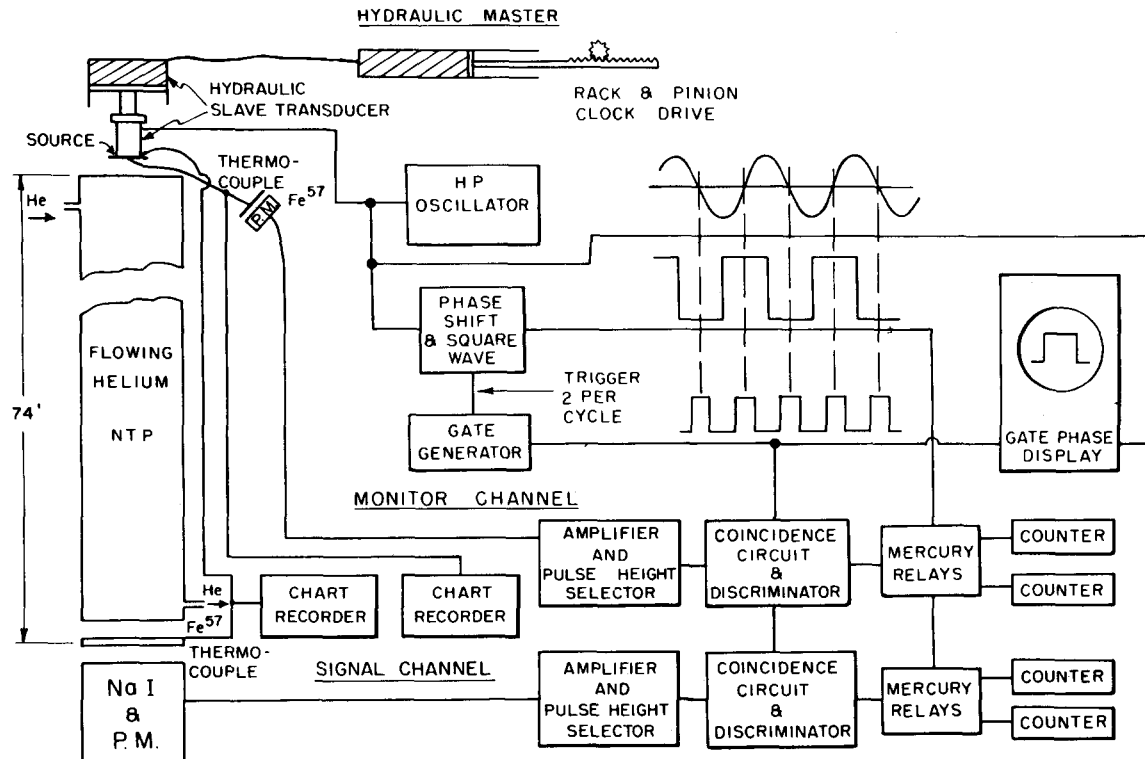 HYDRAULIC MASTER
HYDRAULIC
SLAVE TRANSDUCER
RACK & PINION
CLOCK DRIVE
SOURCE
THERMO-
COUPLE
Fe57
P.M.
He
HP
OSCILLATOR
PHASE
SHIFT
& SQUARE
WAVE
FLOWING
HELIUM
NTP
74'
TRIGGER
2 PER
CYCLE
GATE
GENERATOR
GATE PHASE
DISPLAY
MONITOR CHANNEL
AMPLIFIER
AND
PULSE HEIGHT
SELECTOR
COINCIDENCE
CIRCUIT
&
DISCRIMINATOR
MERCURY
RELAYS
COUNTER
COUNTER
He
Fe57
CHART
RECORDER
CHART
RECORDER
THERMO-
COUPLE
SIGNAL CHANNEL
Na I
&
P.M.
AMPLIFIER
AND
PULSE HEIGHT
SELECTOR
COINCIDENCE
CIRCUIT
&
DISCRIMINATOR
MERCURY
RELAYS
COUNTER
COUNTER